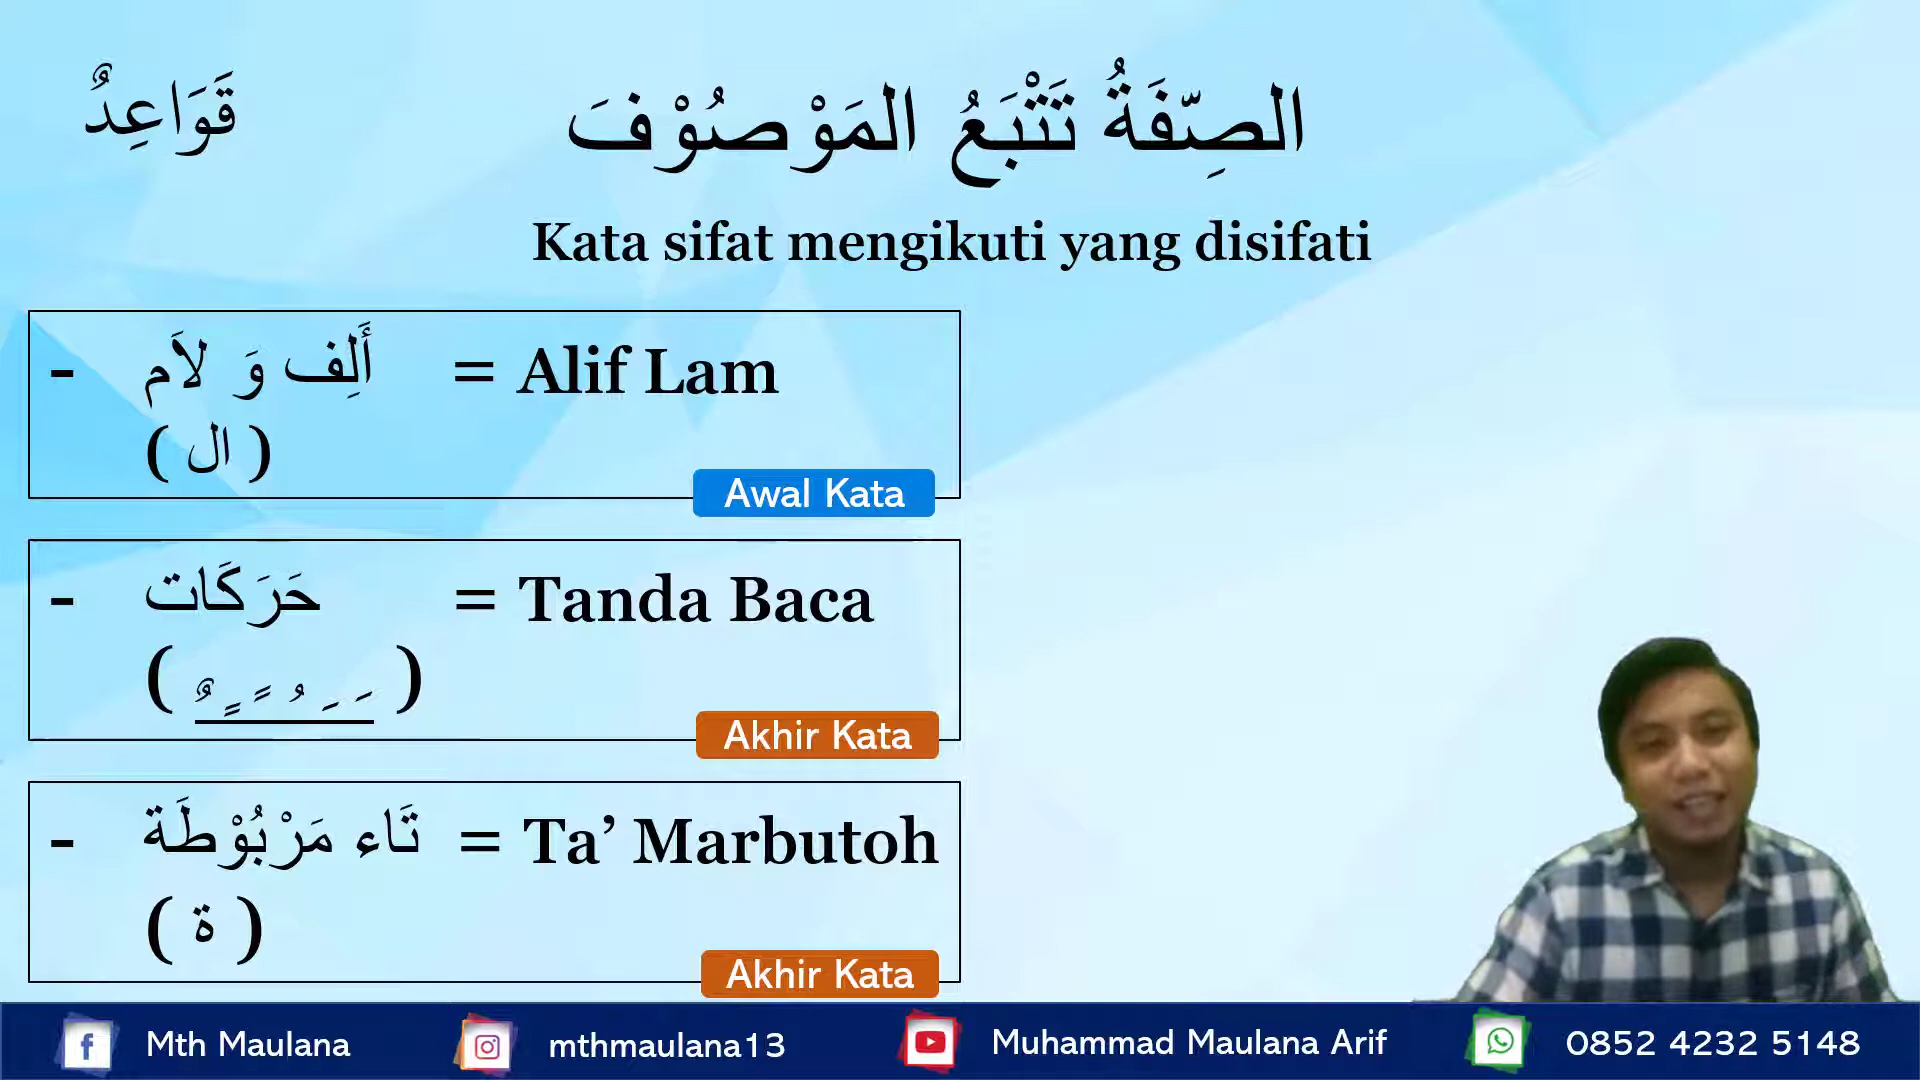 قَوَاعِدٌ
الصِّفَةُ تَتْبَعُ المَوْصُوْفَ
Kata sifat mengikuti yang disifati
- أَلِف وَ لاَم = Alif Lam
( ال )
Awal Kata
- حَرَكَات = Tanda Baca
( َ ِ ُ ً ٍ ٌ )
Akhir Kata
- تَاء مَرْبُوْطَة = Ta’ Marbutoh
( ة )
Akhir Kata
Mth Maulana
mthmaulana13
Muhammad Maulana Arif
0852 4232 5148